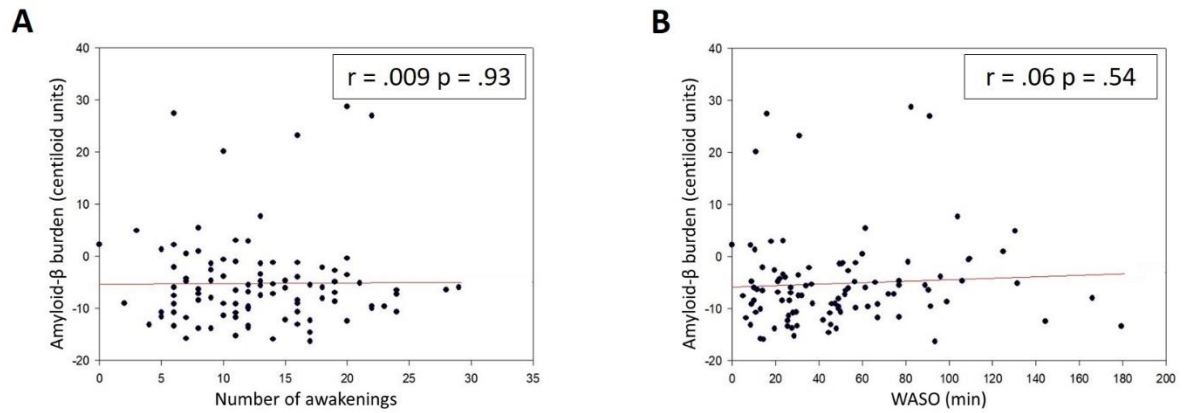 A
r = .009 p = .93
Amyloid-β burden (centiloid units)
40
30
20
10
0
-10
-20
0 5 10 15 20 25 30 35
Number of awakenings
B
r = .06 p = .54
Amyloid-β burden (centiloid units)
40
30
20
10
0
-10
-20
0 20 40 60 80 100 120 140 160 180 200
WASO (min)